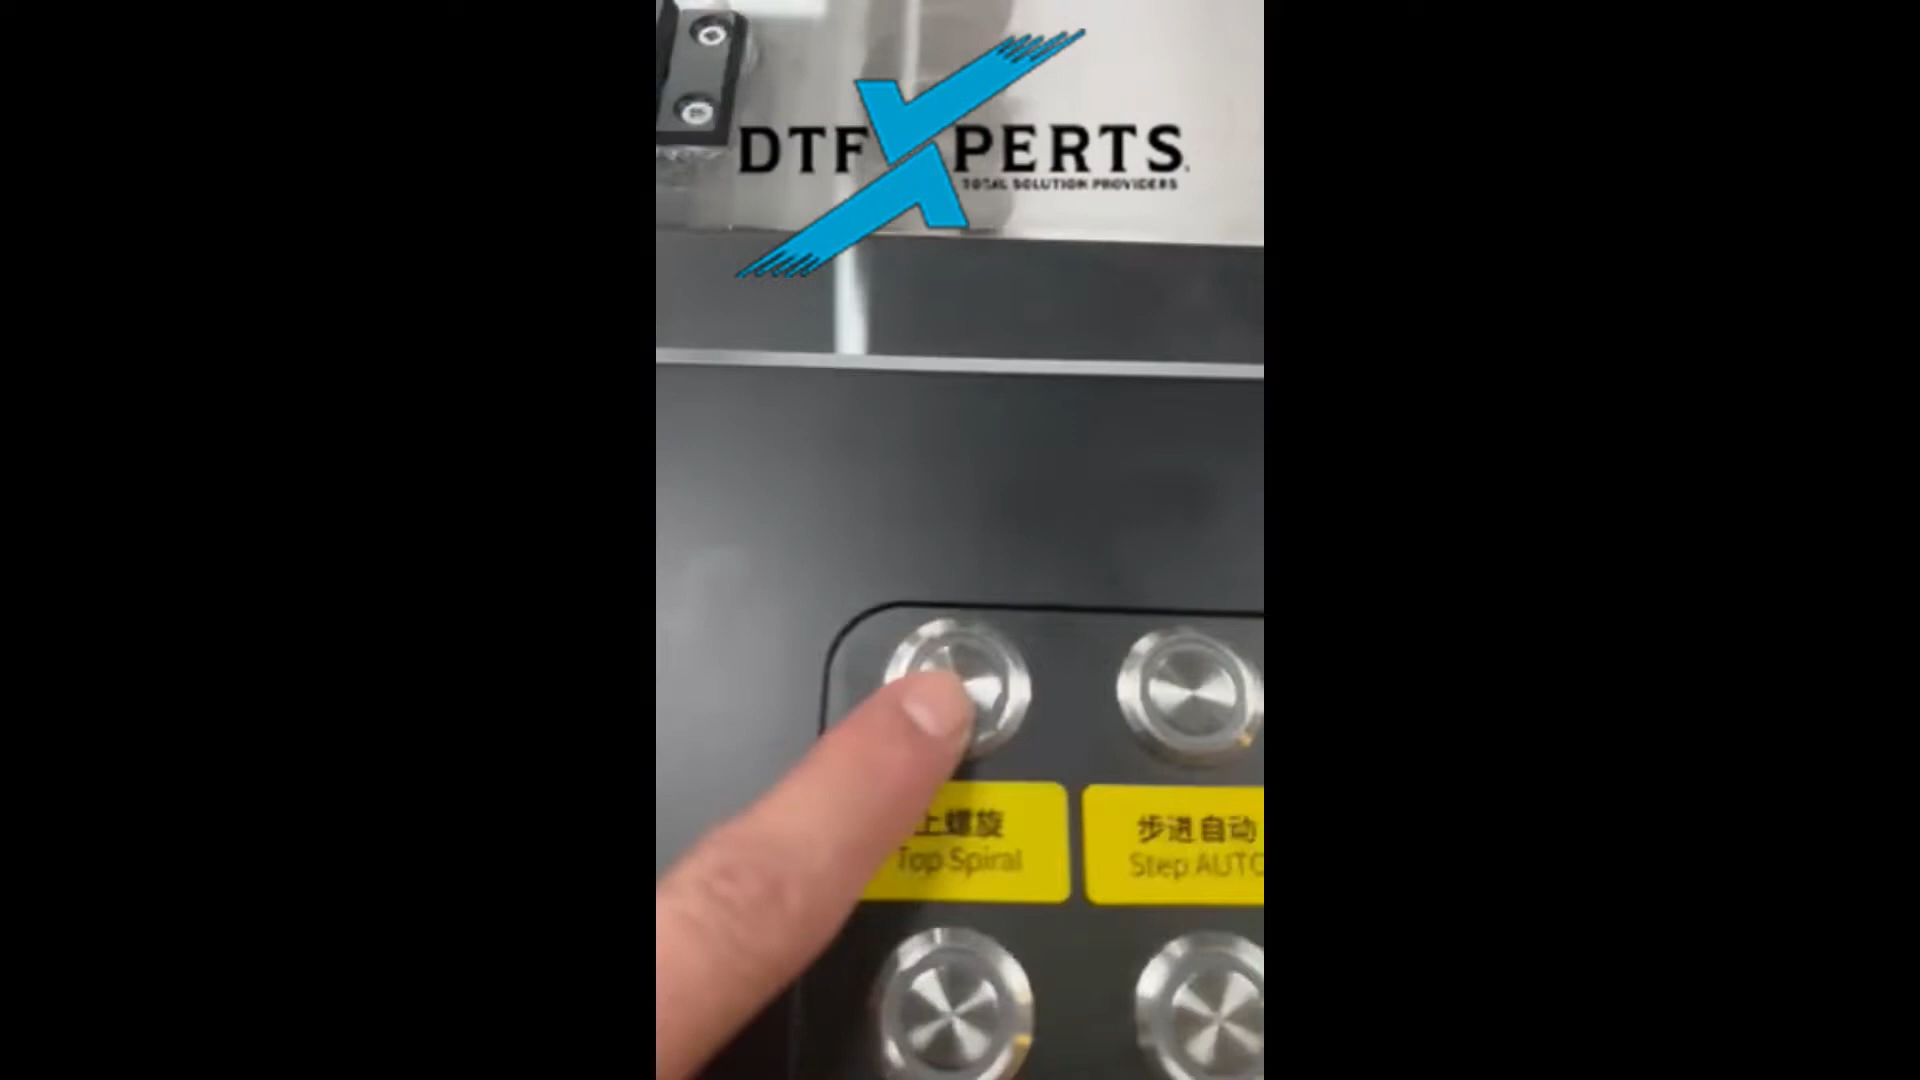 DTFXPERTS
TOTAL SOLUTION PROVIDERS
上螺旋
Top Spiral
步进自动
Step AUTO